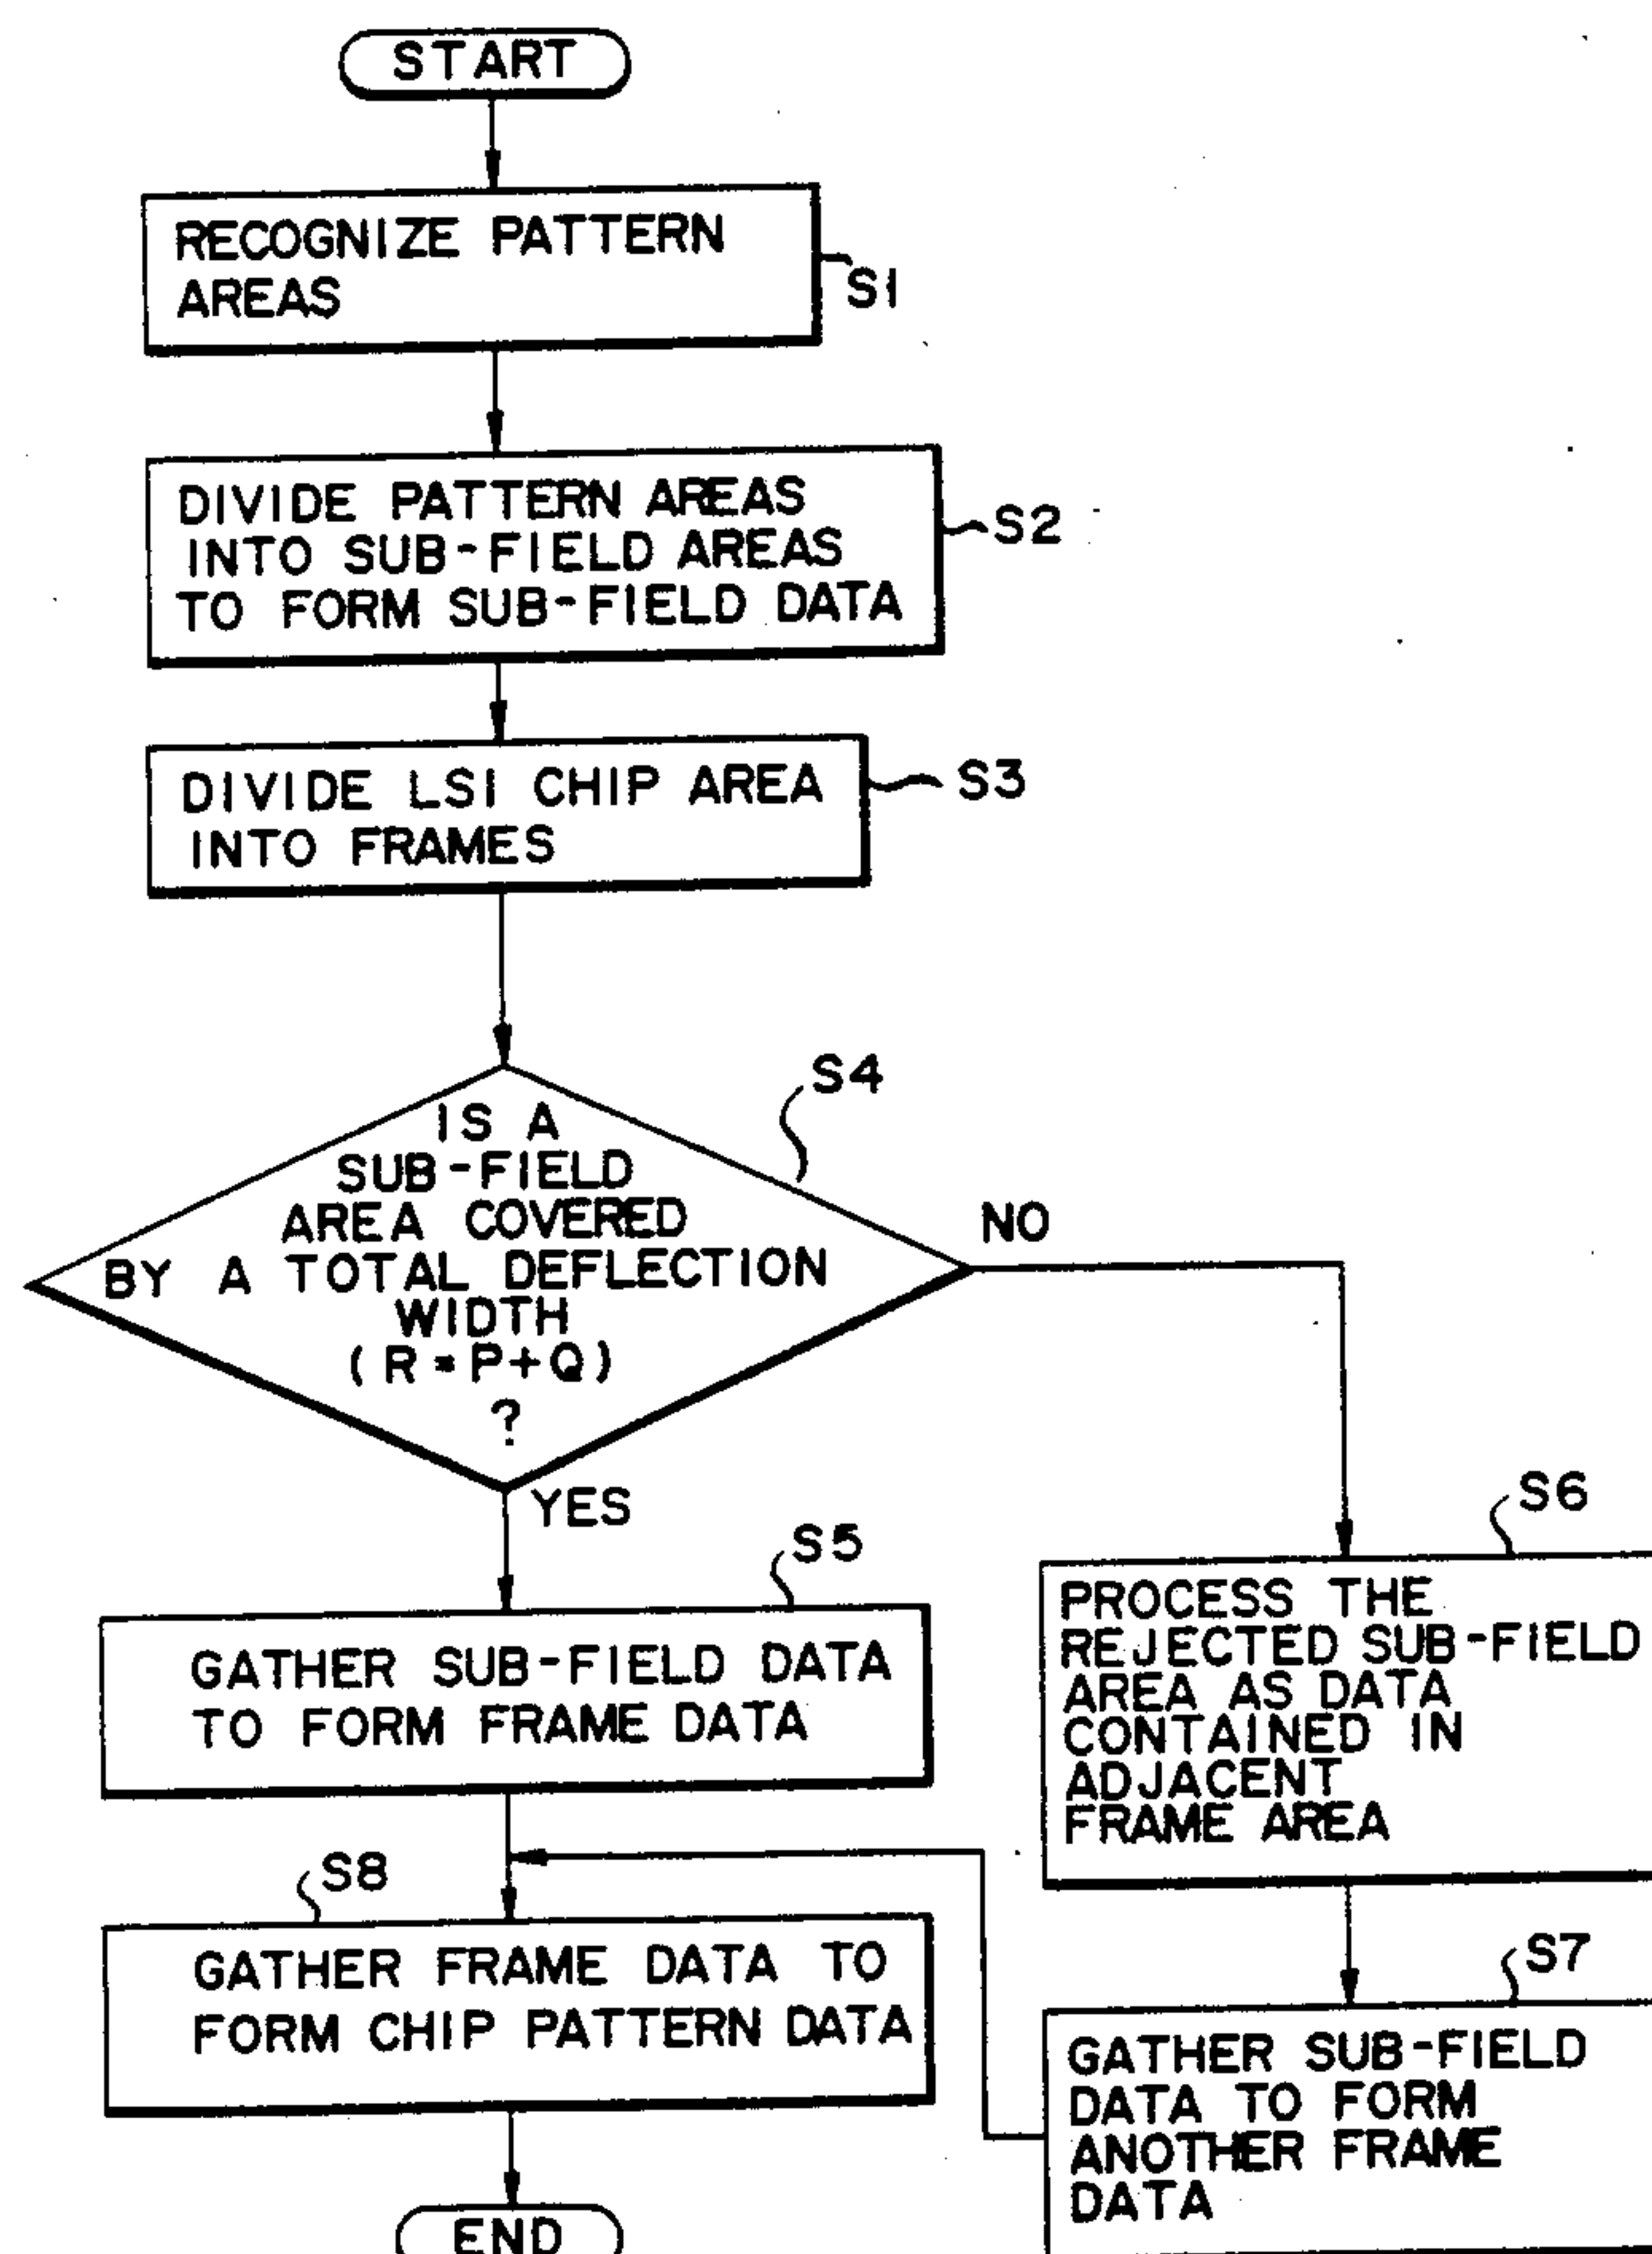 START
RECOGNIZE PATTERN
AREAS
S1
DIVIDE PATTERN AREAS
INTO SUB-FIELD AREAS
TO FORM SUB-FIELD DATA
S2
DIVIDE LSI CHIP AREA
INTO FRAMES
S3
S4
IS A
SUB-FIELD
AREA COVERED
BY A TOTAL DEFLECTION
WIDTH
(R=P+Q)
?
NO
YES
S5
GATHER SUB-FIELD DATA
TO FORM FRAME DATA
S6
PROCESS THE
REJECTED SUB-FIELD
AREA AS DATA
CONTAINED IN
ADJACENT
FRAME AREA
S7
GATHER SUB-FIELD
DATA TO FORM
ANOTHER FRAME
DATA
S8
GATHER FRAME DATA TO
FORM CHIP PATTERN DATA
END